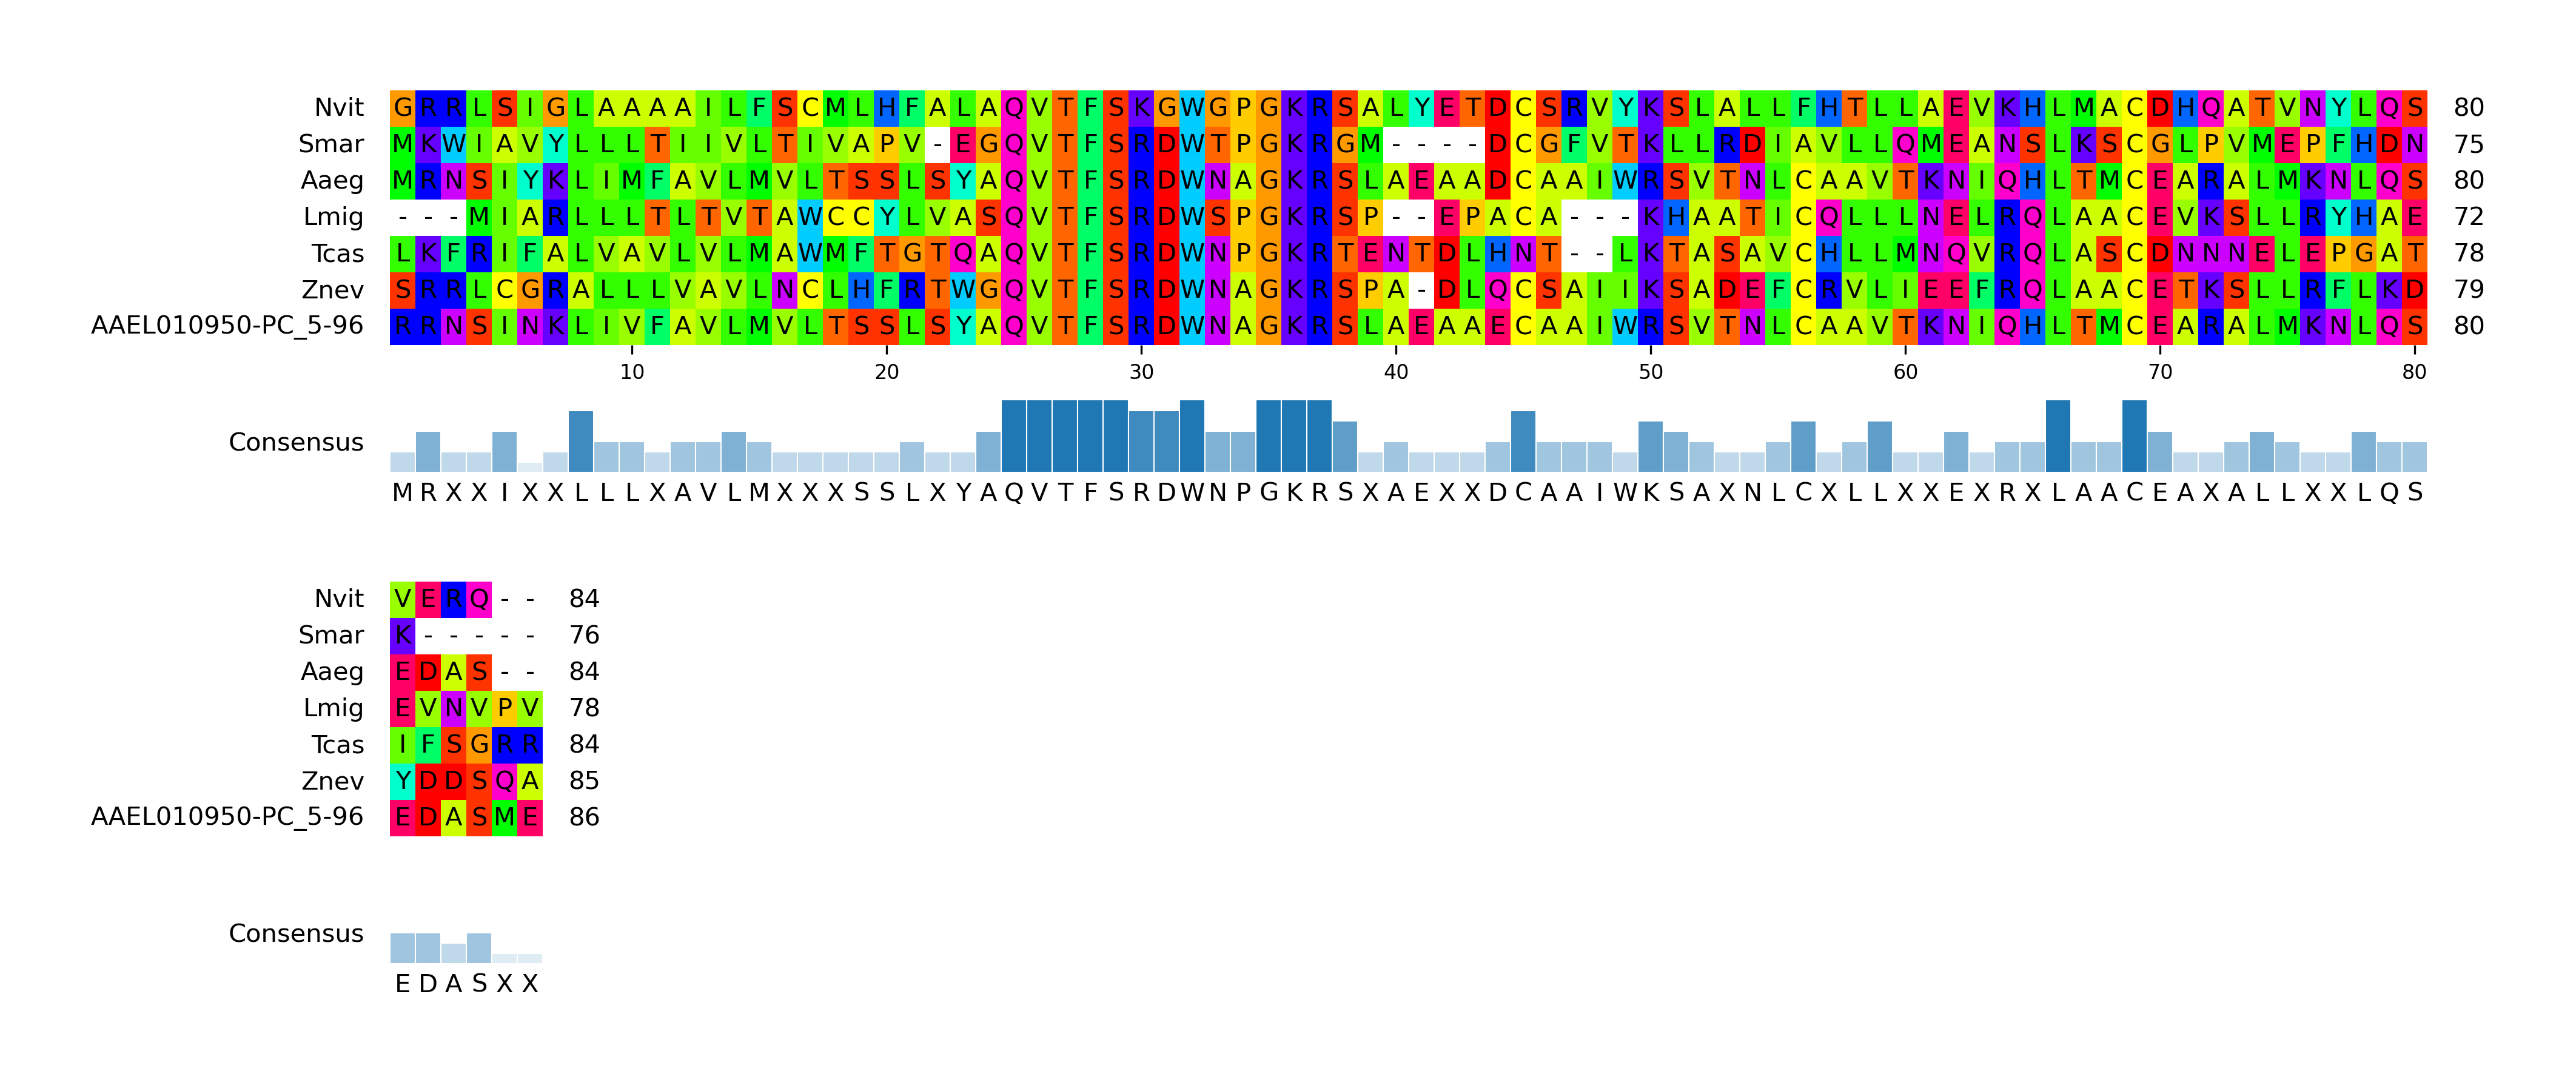 Nvit GRRLSIGLAAAAILFSCMLHFALAQVTFSKGWGPGKRSALYETDCSRVYKSLALLFHTLLAEVKHLMACDHQATVNYLQS 80
Smar MKWIAVYLLLTIIVLTIVAPV-EGQVTFSRDWTPGKRGM----DCGFVTKLLRDIAVLLQMEANSLKSCGLPVMEPFHDN 75
Aaeg MRNSIYKLIMFAVLMVLTSSLSYAQVTFSRDWNAGKRSLAEAADCAAIWRSVTNLCAAVTKNIQHLTMCEARALMKNLQS 80
Lmig ---MIARLLLTLTVTAWCCYLVASQVTFSRDWSPGKRSP--EPACA---KHAATICQLLLNELRQLAACEVKSLLRYHAE 72
Tcas LKFRIFALVAVLVLMAWMFTGTQAQVTFSRDWNPGKRTENTDLHNT--LKTASAVCHLLMNQVRQLASCDNNNELEPGAT 78
Znev SRRLCGRALLLVAVLNCLHFRTWGQVTFSRDWNAGKRSPA-DLQCSAIIKSADEFCRVLIEEFRQLAACETKSLLRFLKD 79
AAEL010950-PC_5-96 RRNSINKLIVFAVLMVLTSSLSYAQVTFSRDWNAGKRSLAEAAECAAIWRSVTNLCAAVTKNIQHLTMCEARALMKNLQS 80
10 20 30 40 50 60 70 80
Consensus
MRXXIXXLLLXAVLMXXXSSLXYAQVTFSRDWNPGKRSXAEXXDCAAIWKSAXNLCXLLXXEXRXLAACEAXALLXXLQS
Nvit VERQ-- 84
Smar K----- 76
Aaeg EDAS-- 84
Lmig EVNVPV 78
Tcas IFSGRR 84
Znev YDDSQA 85
AAEL010950-PC_5-96 EDASME 86
Consensus
EDASXX